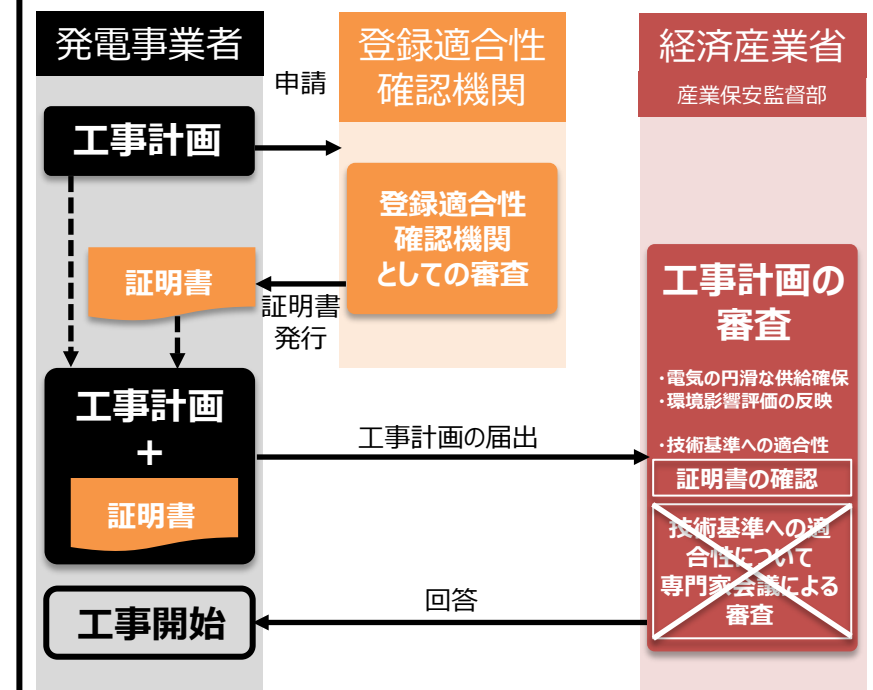 発電事業者
登録適合性
確認機関
経済産業省
産業保安監督部
申請
工事計画
登録適合性
確認機関
としての審査
証明書
証明書
発行
工事計画の
審査
・電気の円滑な供給確保
・環境影響評価の反映
・技術基準への適合性
証明書の確認
技術基準への適
合性について
専門家会議による
審査
工事計画
+
証明書
工事計画の届出
回答
工事開始